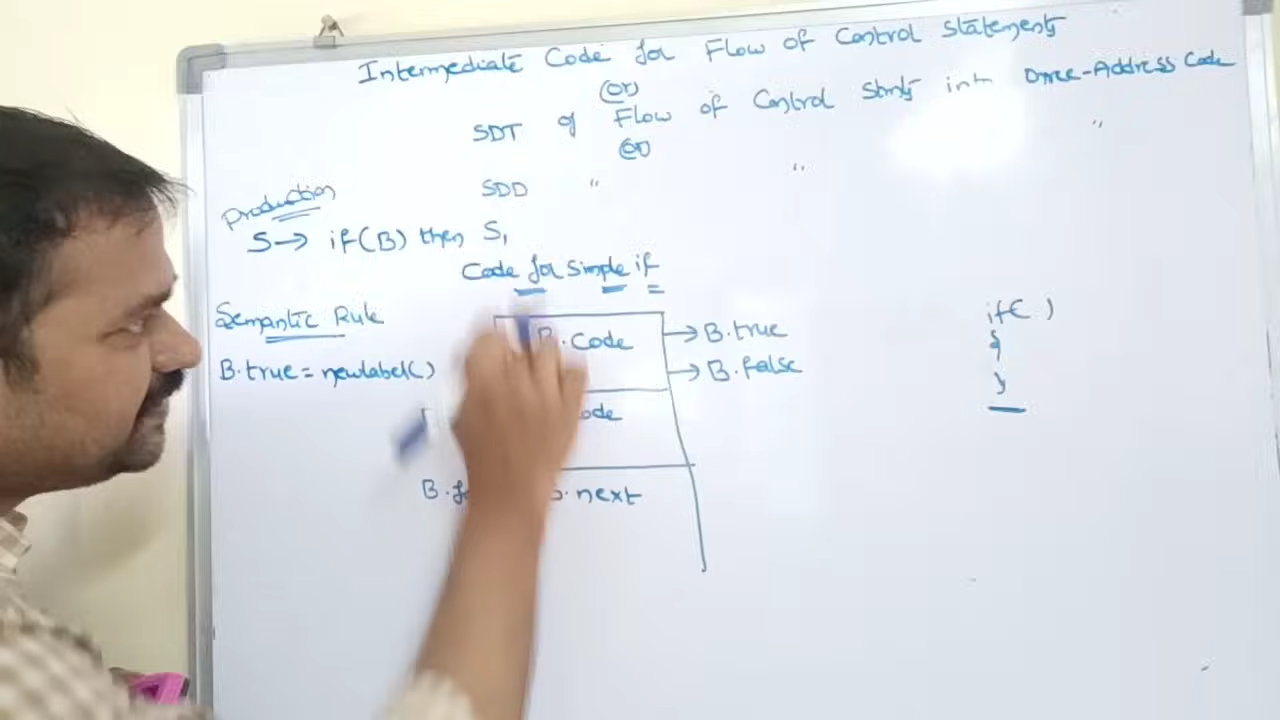 Intermediate Code for Flow of Control Statements
(or)
SDT of Flow of Control Stmts into Three-Address Code
(or)
SDD " " "
Production
S→ if(B) then S1
Code for Simple if
Semantic Rule
B.true = newlabel()
B.Code → B.true
→ B.false
B. next
if( )
{
}